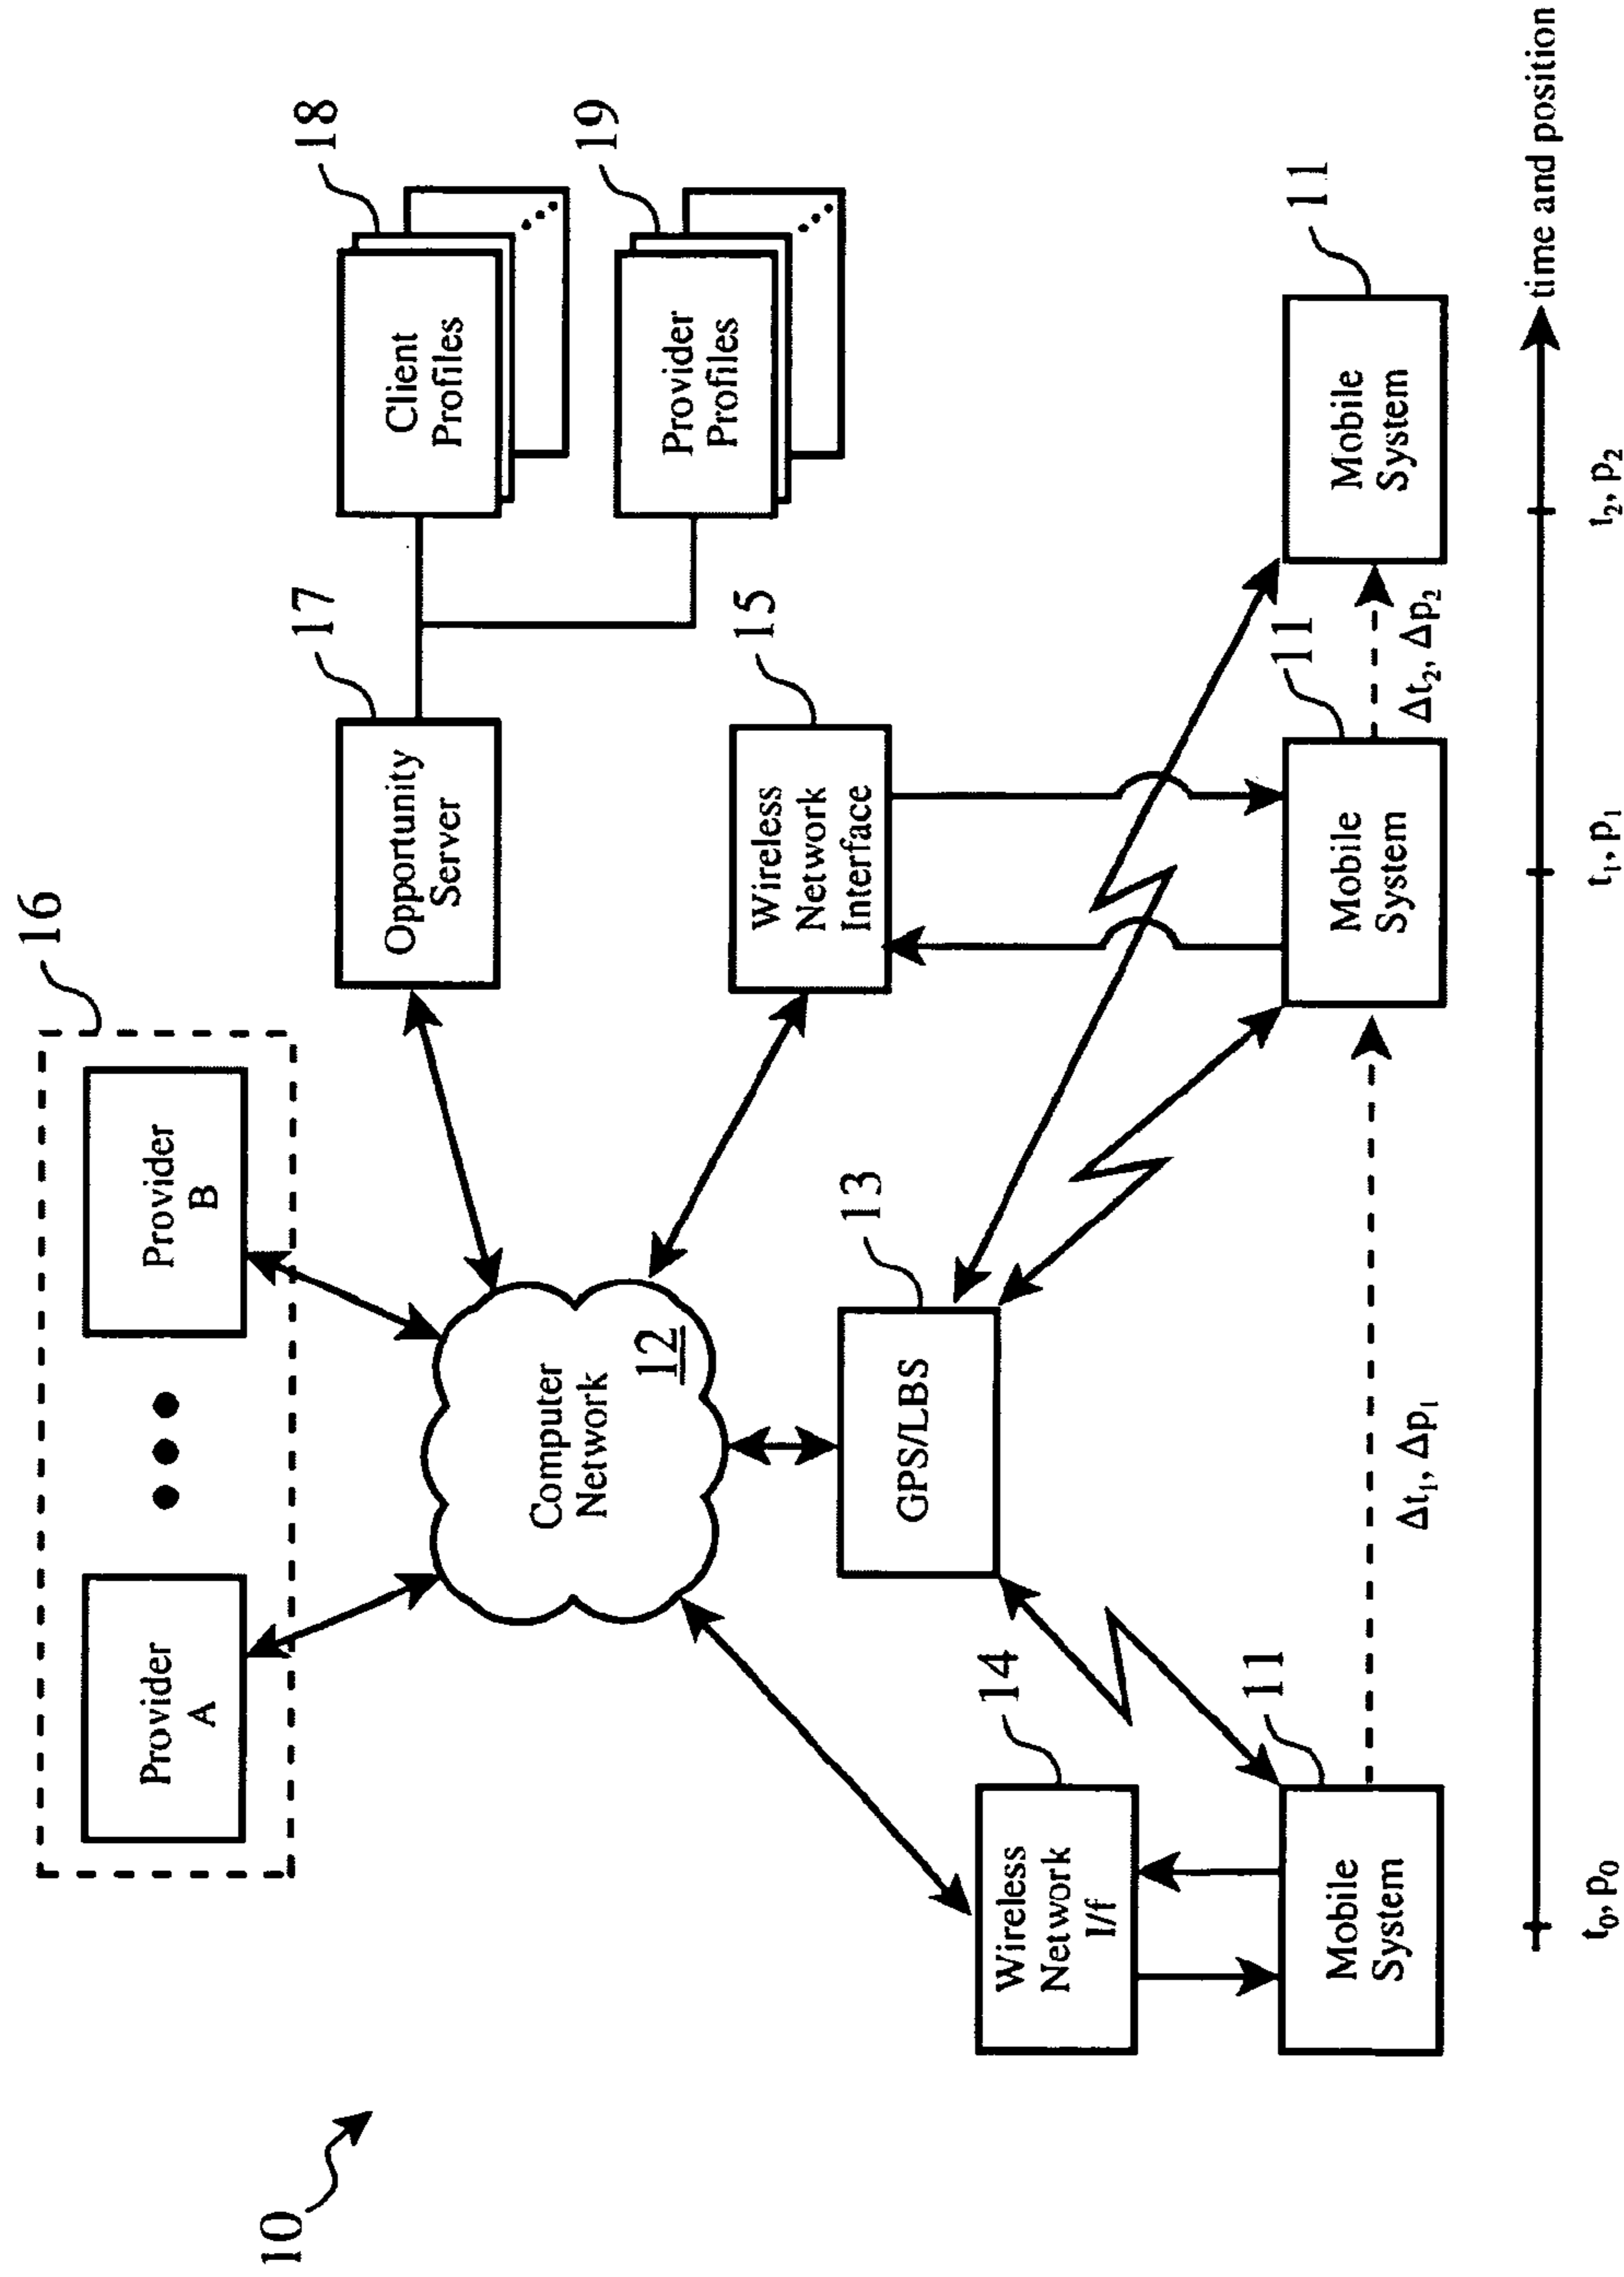 10
16
Provider
A
Provider
B
Computer
Network
12
Opportunity
Server
17
Client
Profiles
18
Provider
Profiles
19
Wireless
Network
Interface
15
GPS/LBS
13
Wireless
Network
I/f
14
Mobile
System
11
Δt₁, Δp₁
Mobile
System
11
Δt₂, Δp₂
Mobile
System
11
time and position
t₀, p₀
t₁, p₁
t₂, p₂